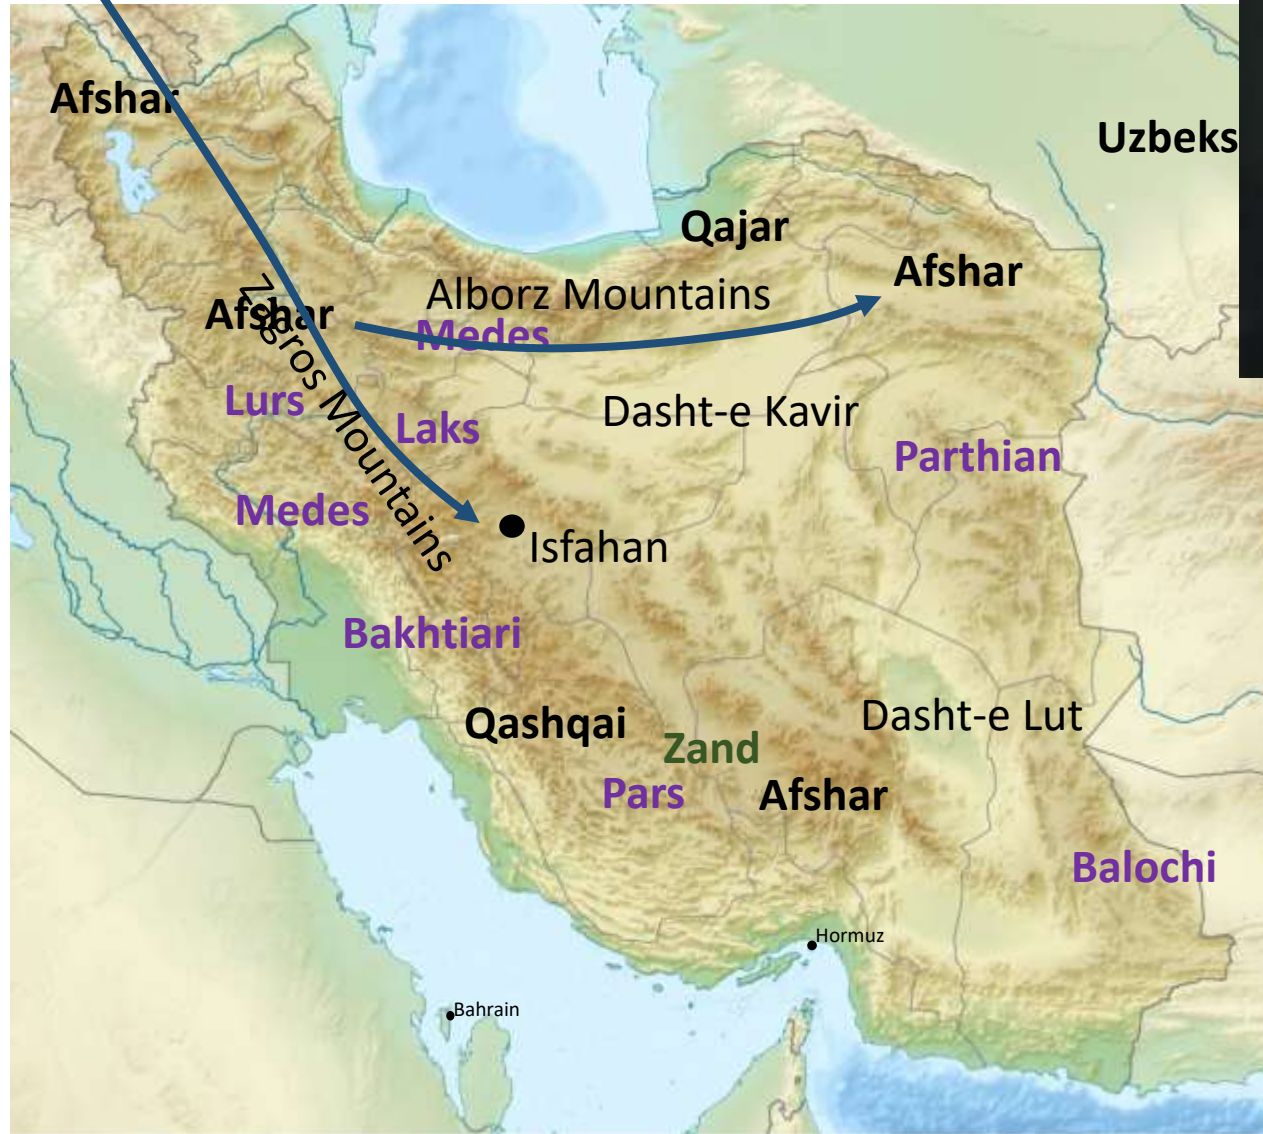 Afshar
Uzbeks
Qajar
Afshar
Alborz Mountains
Afshar
Medes
Zagros Mountains
Lurs
Laks
Dasht-e Kavir
Parthian
Medes
Isfahan
Bakhtiari
Qashqai
Dasht-e Lut
Zand
Pars
Afshar
Balochi
Hormuz
Bahrain